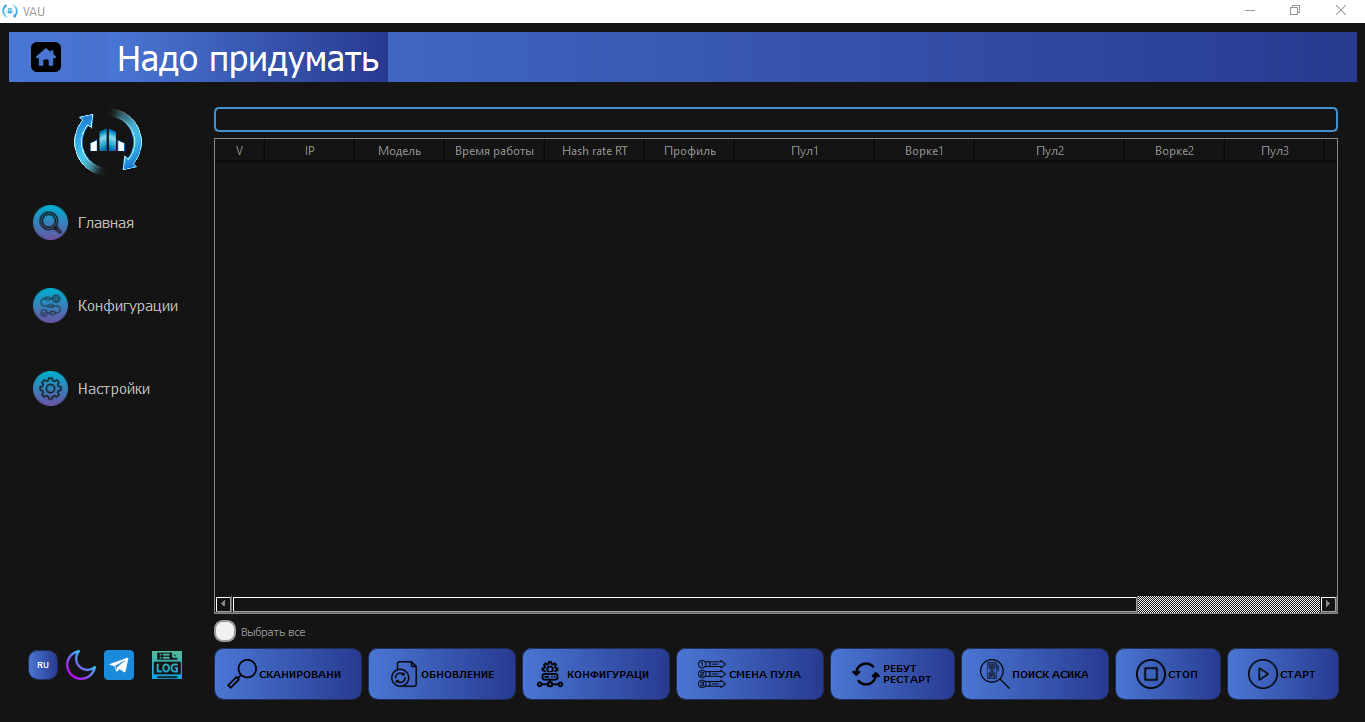 VAU
Надо придумать
V IP Модель Время работы Hash rate RT Профиль Пул1 Ворке1 Пул2 Ворке2 Пул3
Главная
Конфигурации
Настройки
Выбрать все
RU
LOG
СКАНИРОВАНИ
ОБНОВЛЕНИЕ
КОНФИГУРАЦИ
СМЕНА ПУЛА
РЕБУТ
РЕСТАРТ
ПОИСК АСИКА
СТОП
СТАРТ